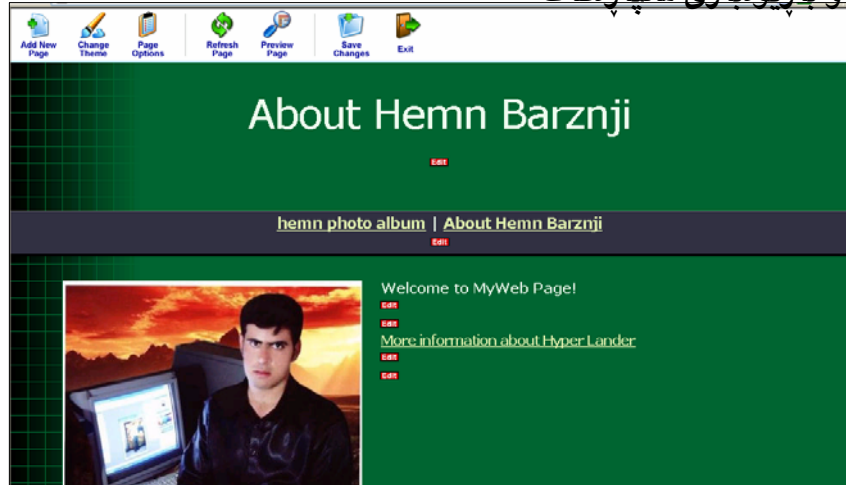 Add New Page
Change Theme
Page Options
Refresh Page
Preview Page
Save Changes
Exit
About Hemn Barznji
Edit
hemn photo album | About Hemn Barznji
Edit
Welcome to MyWeb Page!
Edit
Edit
More information about Hyper Lander
Edit
Edit